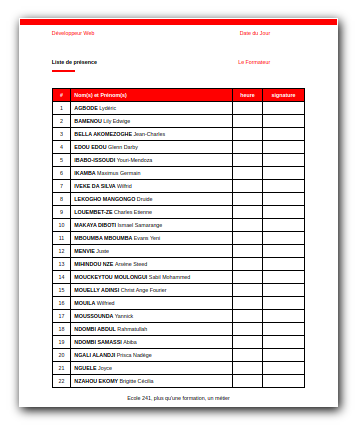 Développeur Web Date du Jour
Liste de présence Le Formateur
# Nom(s) et Prénom(s) heure signature
1 AGBODE Lydéric
2 BAMENOU Lily Edwige
3 BELLA AKOMEZOGHE Jean-Charles
4 EDOU EDOU Glenn Darby
5 IBABO-ISSOUDI Youri-Mendoza
6 IKAMBA Maximus Germain
7 IVEKE DA SILVA Wilfrid
8 LEKOGHO MANGONGO Druide
9 LOUEMBET-ZE Charles Etienne
10 MAKAYA DIBOTI Ismael Samarange
11 MBOUMBA MBOUMBA Evans Yeni
12 MENVIE Juste
13 MIHINDOU NZE Arsène Steed
14 MOUCKEYTOU MOULONGUI Sabil Mohammed
15 MOUELLY ADINSI Christ Ange Fourier
16 MOUILA Wilfried
17 MOUSSOUNDA Yannick
18 NDOMBI ABDUL Rahmatullah
19 NDOMBI SAMASSI Abiba
20 NGALI ALANDJI Prisca Nadège
21 NGUELE Joyce
22 NZAHOU EKOMY Brigitte Cécilia
Ecole 241, plus qu'une formation, un métier